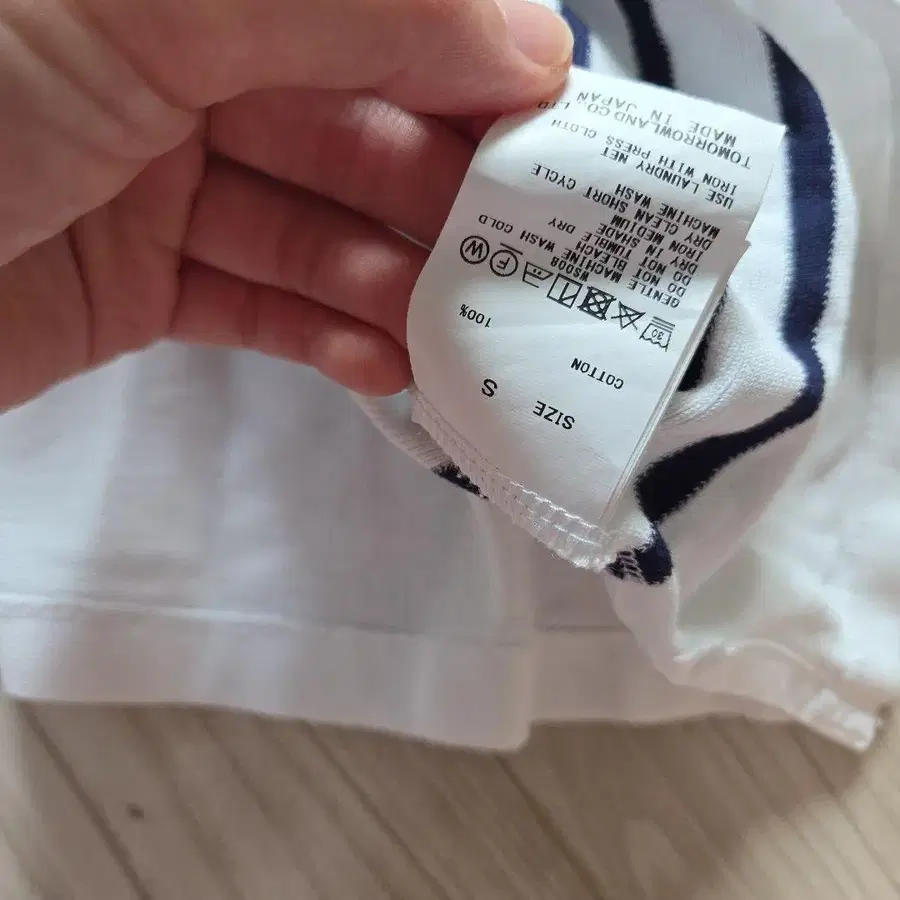 SIZE
S
COTTON
100%
30
W
F
WS008
GENTLE MACHINE WASH COLD
DO NOT BLEACH
DO NOT TUMBLE DRY
DRY IN SHADE
IRON MEDIUM
DRY CLEAN SHORT CYCLE
MACHINE WASH
USE LAUNDRY NET
IRON WITH PRESS CLOTH
TOMORROWLAND CO., LTD
MADE IN JAPAN